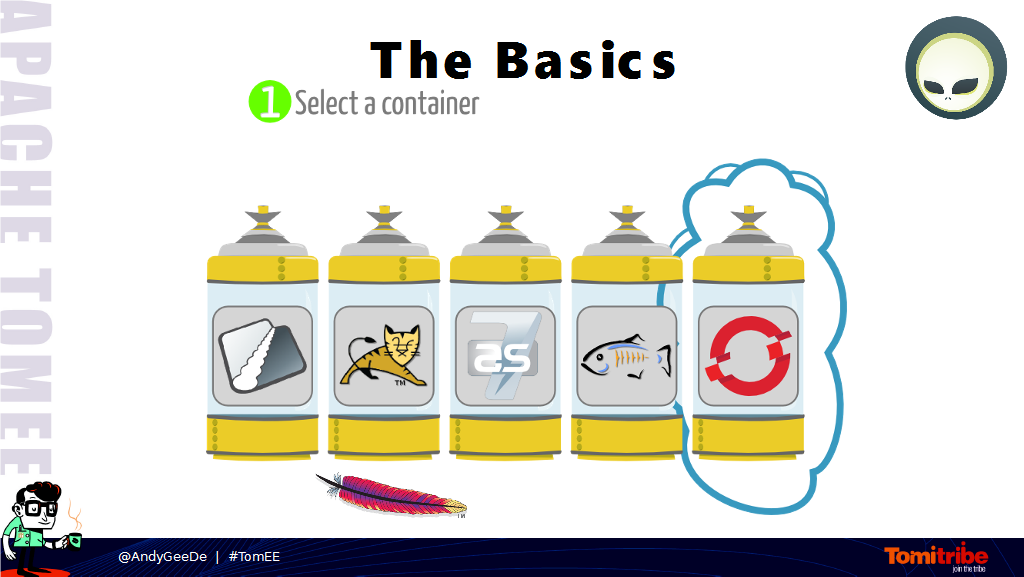 APACHE TOMEE
The Basics
1 Select a container
7
as
TM
TM
@AndyGeeDe | #TomEE
Tomitribe
join the tribe